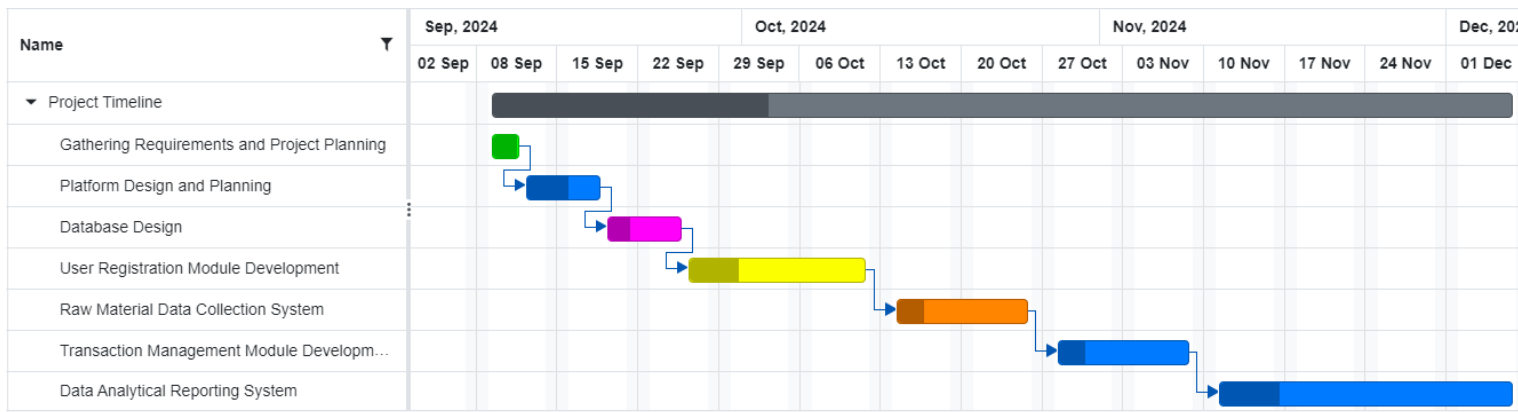 Name
Sep, 2024 Oct, 2024 Nov, 2024 Dec, 202
02 Sep 08 Sep 15 Sep 22 Sep 29 Sep 06 Oct 13 Oct 20 Oct 27 Oct 03 Nov 10 Nov 17 Nov 24 Nov 01 Dec
Project Timeline
Gathering Requirements and Project Planning
Platform Design and Planning
Database Design
User Registration Module Development
Raw Material Data Collection System
Transaction Management Module Developm...
Data Analytical Reporting System